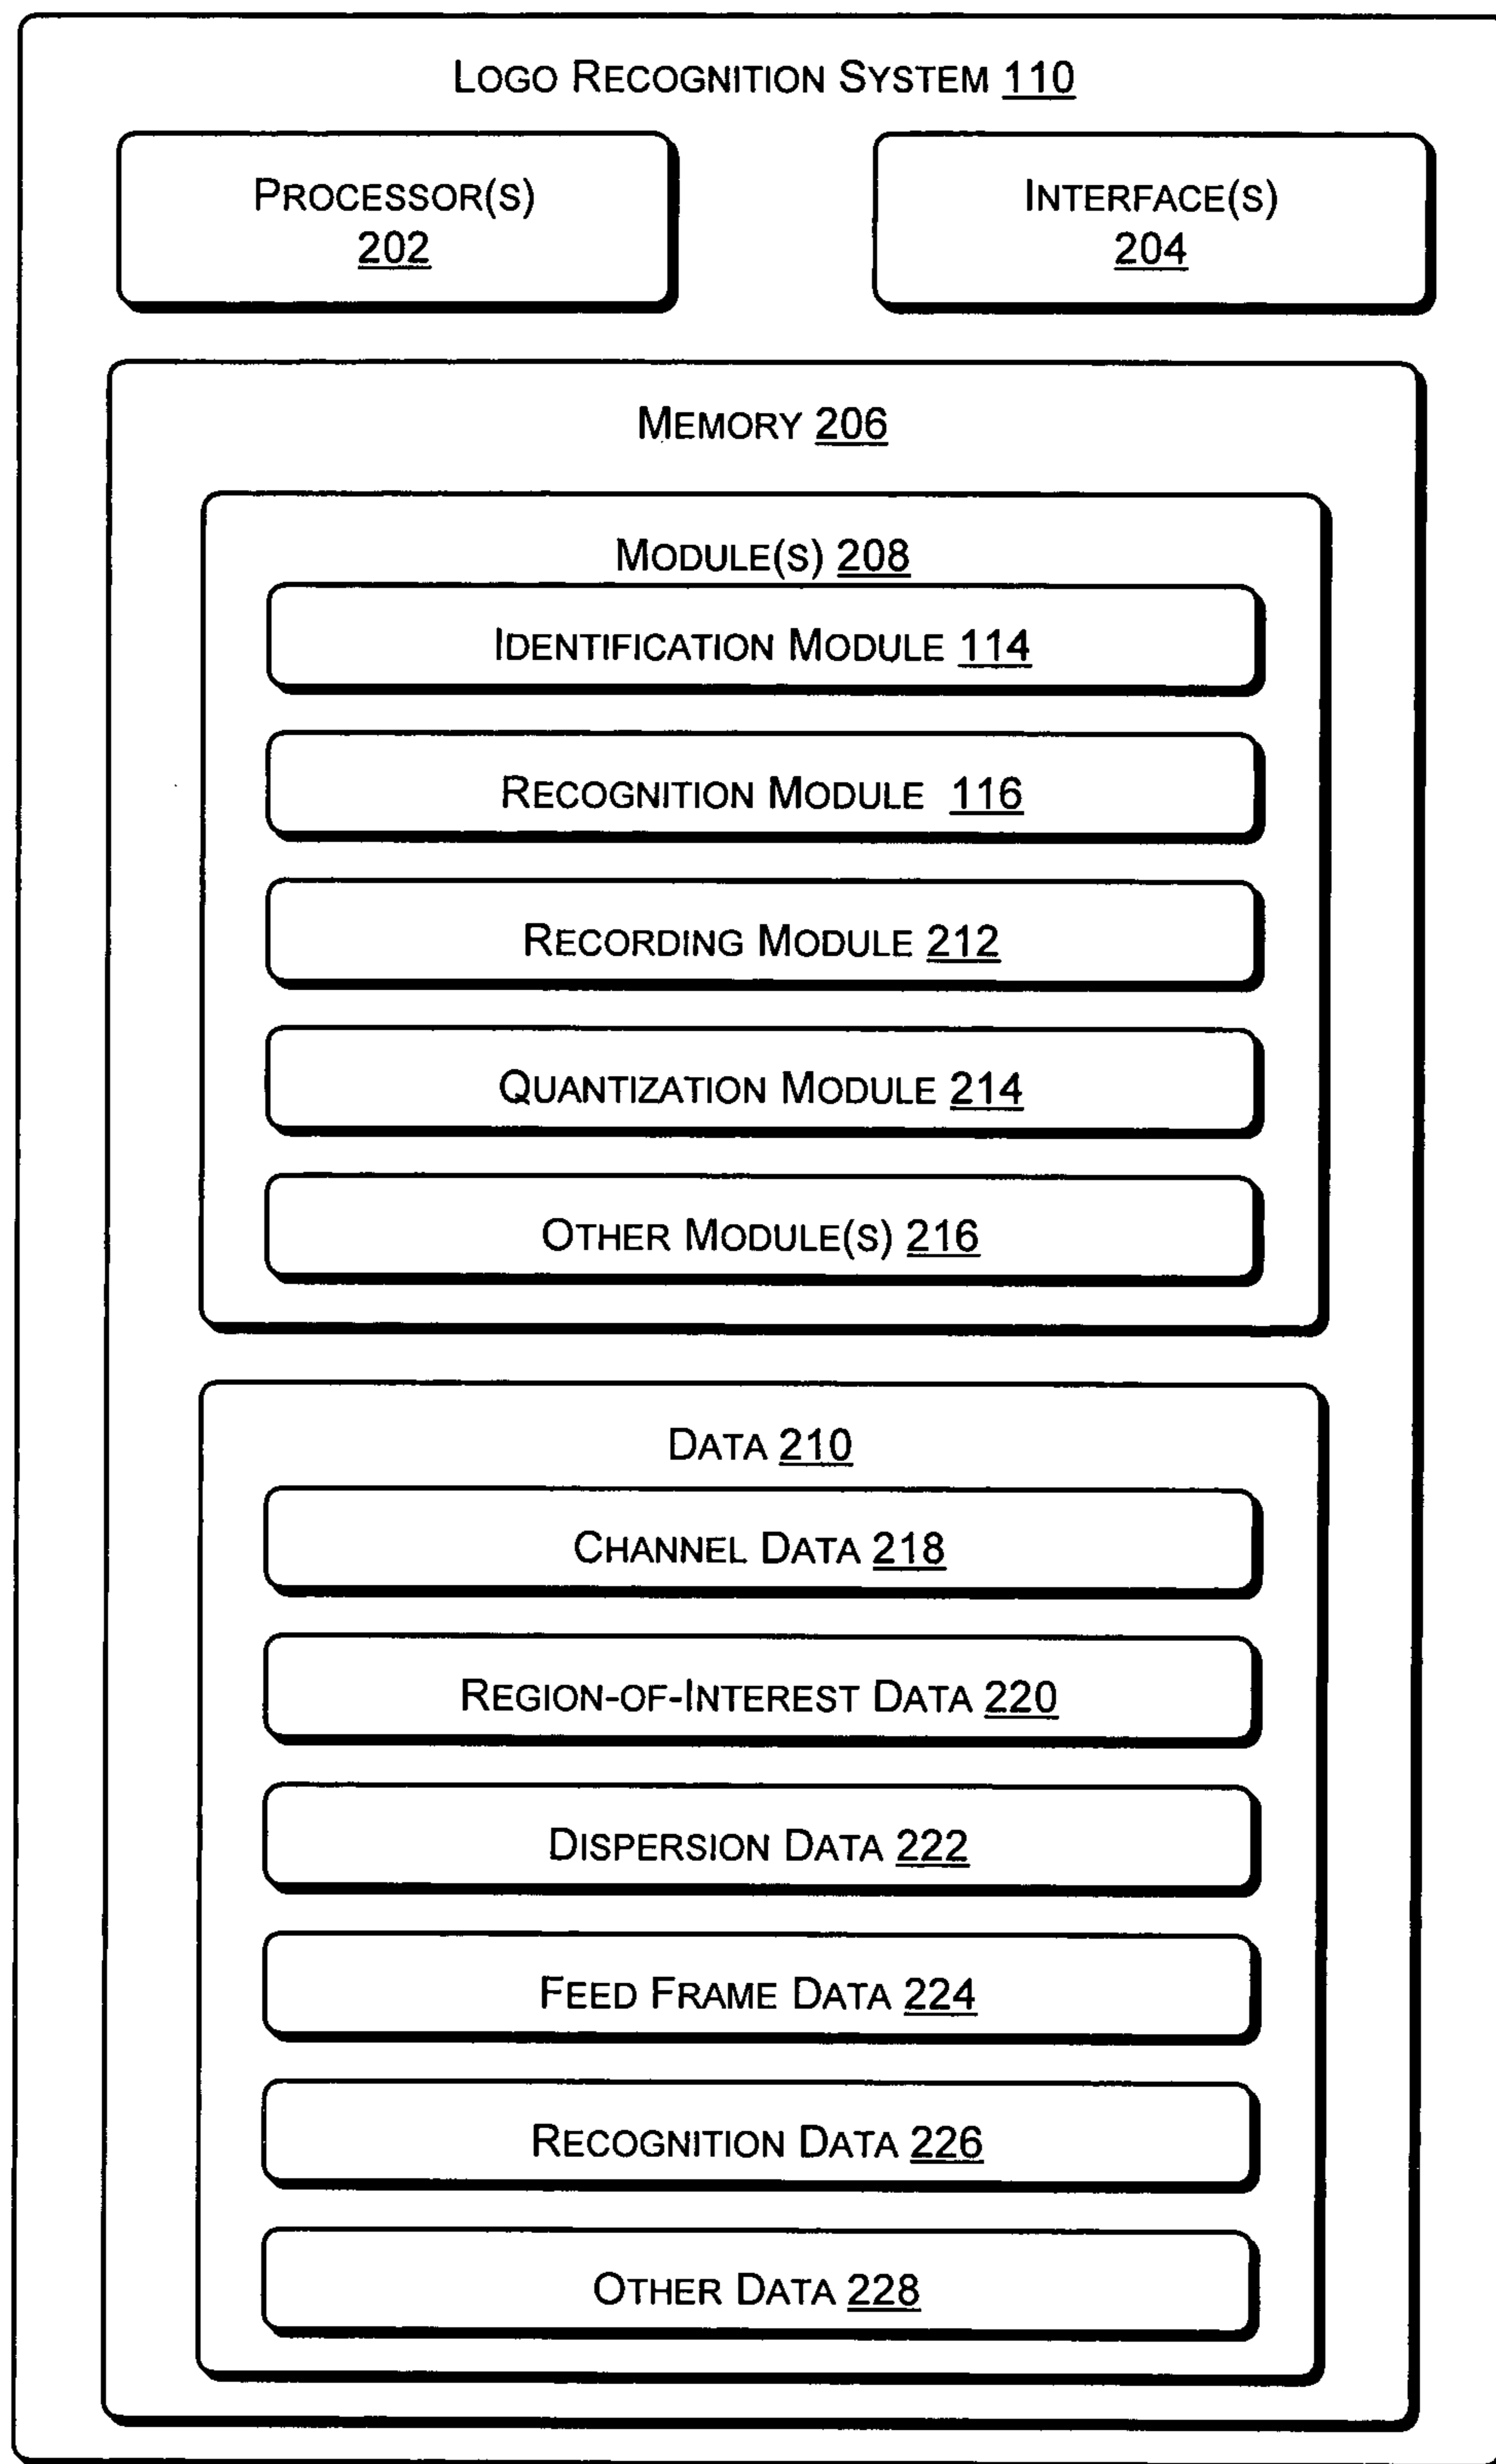 LOGO RECOGNITION SYSTEM 110
PROCESSOR(S)
202
INTERFACE(S)
204
MEMORY 206
MODULE(S) 208
IDENTIFICATION MODULE 114
RECOGNITION MODULE 116
RECORDING MODULE 212
QUANTIZATION MODULE 214
OTHER MODULE(S) 216
DATA 210
CHANNEL DATA 218
REGION-OF-INTEREST DATA 220
DISPERSION DATA 222
FEED FRAME DATA 224
RECOGNITION DATA 226
OTHER DATA 228